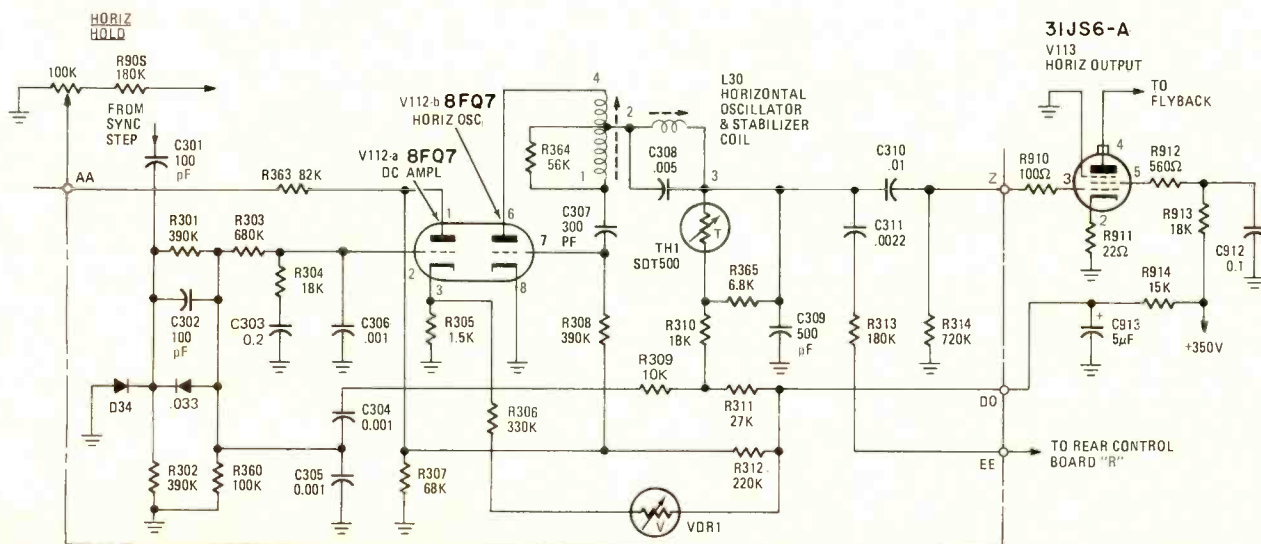 HORIZ
HOLD
100K
R90S
180K
FROM
SYNC
STEP
C301
100
pF
AA
R363 82K
V112-b 8FQ7
HORIZ OSC
V112-a 8FQ7
DC AMPL
1
6
2
3
7
8
R301
390K
R303
680K
R304
18K
C302
100
pF
C303
0.2
C306
.001
R305
1.5K
D34
.033
R302
390K
R360
100K
C304
0.001
C305
0.001
R307
68K
R306
330K
R364
56K
4
2
1
3
C307
300
PF
C308
.005
L30
HORIZONTAL
OSCILLATOR
& STABILIZER
COIL
T
TH1
SDT500
R308
390K
R365
6.8K
R310
18K
C309
500
µF
R309
10K
R311
27K
R312
220K
V
VDR1
C310
.01
C311
.0022
R313
180K
R314
720K
Z
DO
EE
TO REAR CONTROL
BOARD "R"
31JS6-A
V113
HORIZ OUTPUT
TO
FLYBACK
4
R910
100Ω
3
5
2
R911
22Ω
R912
560Ω
R913
18K
C912
0.1
R914
15K
+
C913
5µF
+350V